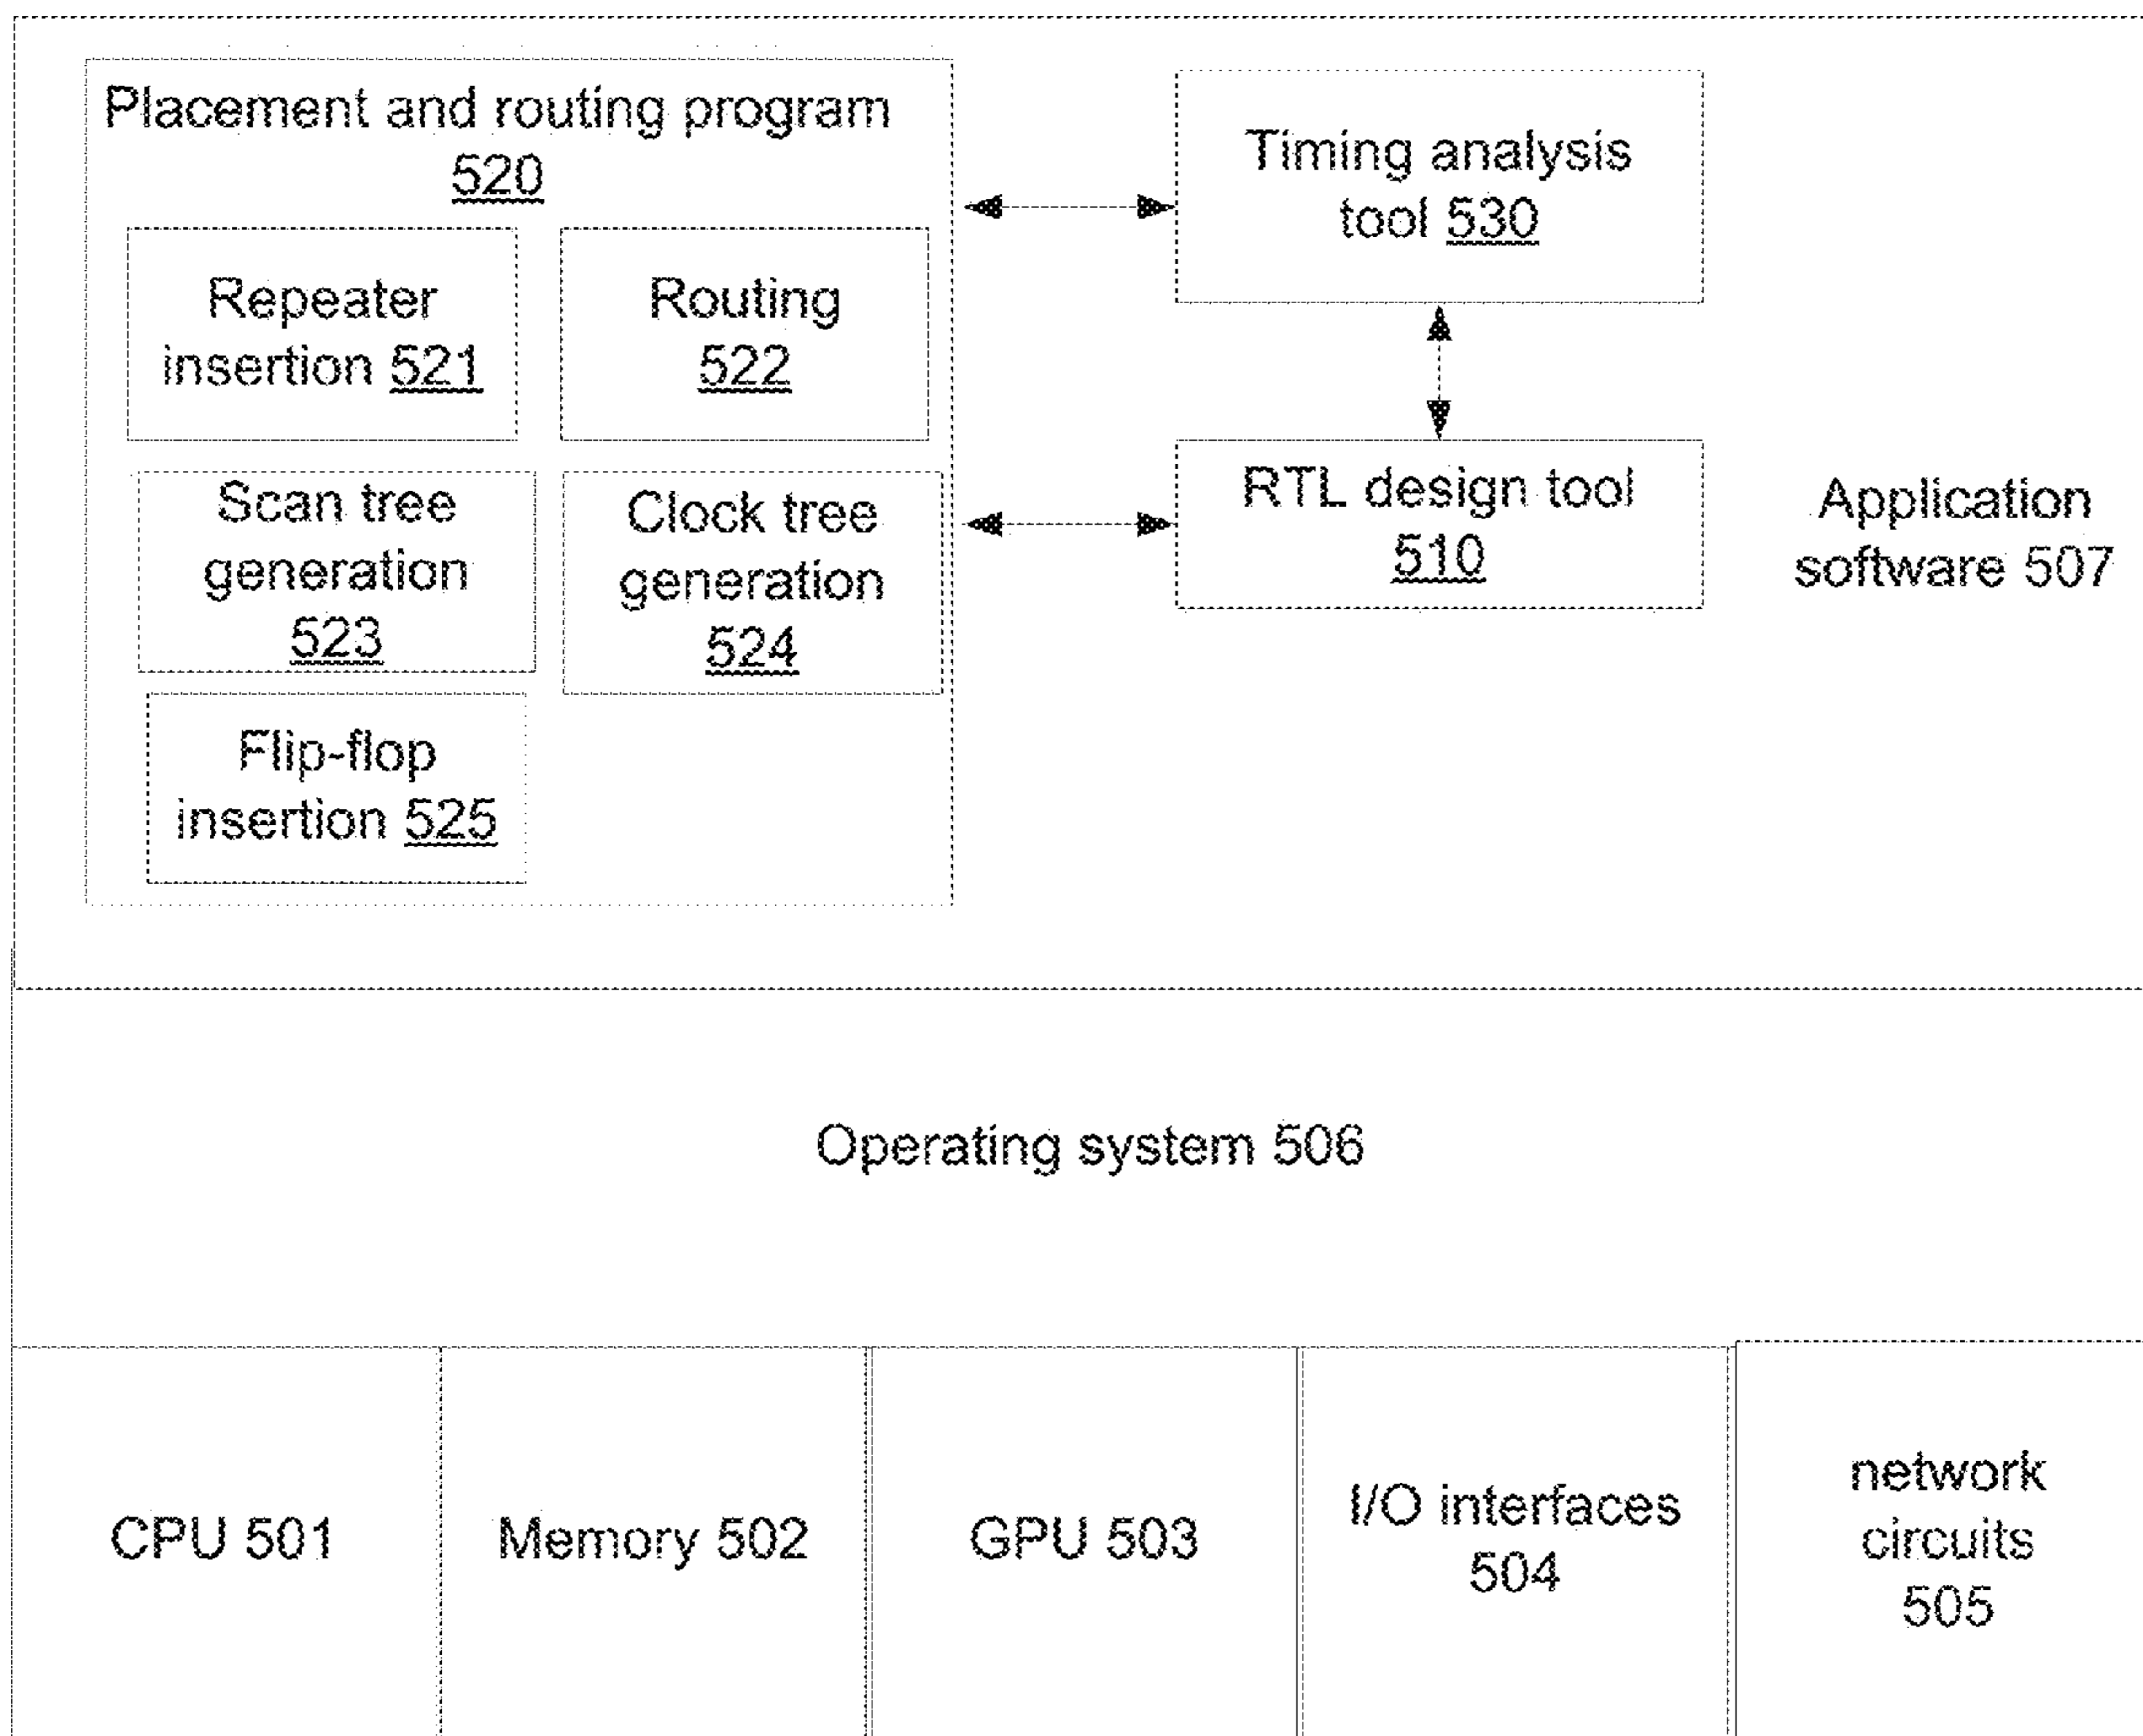 Placement and routing program
520
Repeater
insertion 521
Routing
522
Scan tree
generation
523
Clock tree
generation
524
Flip-flop
insertion 525
Timing analysis
tool 530
RTL design tool
510
Application
software 507
Operating system 506
CPU 501
Memory 502
GPU 503
I/O interfaces
504
network
circuits
505